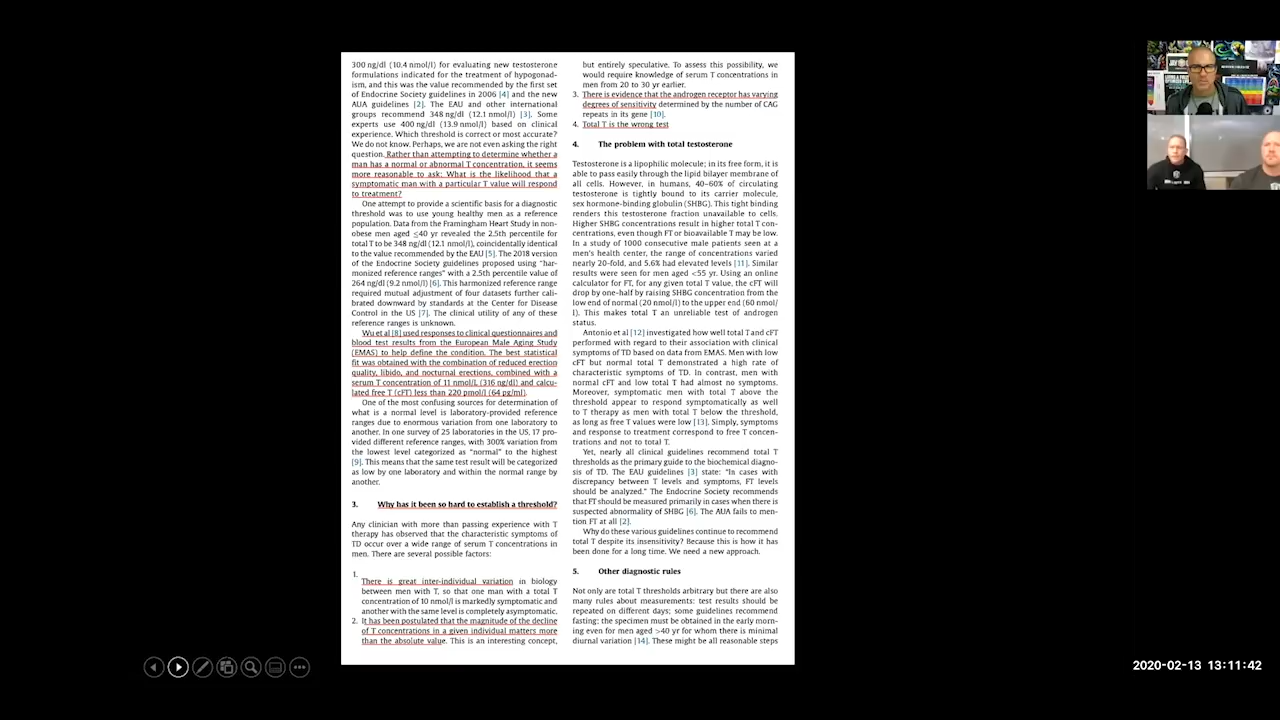 300 ng/dl (10.4 nmol/l) for evaluating new testosterone
formulations indicated for the treatment of hypogonad-
ism, and this was the value recommended by the first set
of Endocrine Society guidelines in 2006 [4] and the new
AUA guidelines [2]. The EAU and other international
groups recommend 348 ng/dl (12.1 nmol/l) [3]. Some
experts use 400 ng/dl (13.9 nmol/l) based on clinical
experience. Which threshold is correct or most accurate?
We do not know. Perhaps, we are not even asking the right
question. Rather than attempting to determine whether a
man has a normal or abnormal T concentration, it seems
more reasonable to ask: What is the likelihood that a
symptomatic man with a particular T value will respond
to treatment?
One attempt to provide a scientific basis for a diagnostic
threshold was to use young healthy men as a reference
population. Data from the Framingham Heart Study in non-
obese men aged ≤40 yr revealed the 2.5th percentile for
total T to be 348 ng/dl (12.1 nmol/l), coincidentally identical
to the value recommended by the EAU [5]. The 2018 version
of the Endocrine Society guidelines proposed using "har-
monized reference ranges" with a 2.5th percentile value of
264 ng/dl (9.2 nmol/l) [6]. This harmonized reference range
required mutual adjustment of four datasets further cali-
brated downward by standards at the Center for Disease
Control in the US [7]. The clinical utility of any of these
reference ranges is unknown.
Wu et al [8] used responses to clinical questionnaires and
blood test results from the European Male Aging Study
(EMAS) to help define the condition. The best statistical
fit was obtained with the combination of reduced erection
quality, libido, and nocturnal erections, combined with a
serum T concentration of 11 nmol/L (316 ng/dl) and calcu-
lated free T (cFT) less than 220 pmol/l (64 pg/ml).
One of the most confusing sources for determination of
what is a normal level is laboratory-provided reference
ranges due to enormous variation from one laboratory to
another. In one survey of 25 laboratories in the US, 17 pro-
vided different reference ranges, with 300% variation from
the lowest level categorized as "normal" to the highest
[9]. This means that the same test result will be categorized
as low by one laboratory and within the normal range by
another.
3. Why has it been so hard to establish a threshold?
Any clinician with more than passing experience with T
therapy has observed that the characteristic symptoms of
TD occur over a wide range of serum T concentrations in
men. There are several possible factors:
1.
There is great inter-individual variation in biology
between men with T, so that one man with a total T
concentration of 10 nmol/l is markedly symptomatic and
another with the same level is completely asymptomatic.
2. It has been postulated that the magnitude of the decline
of T concentrations in a given individual matters more
than the absolute value. This is an interesting concept,
but entirely speculative. To assess this possibility, we
would require knowledge of serum T concentrations in
men from 20 to 30 yr earlier.
3. There is evidence that the androgen receptor has varying
degrees of sensitivity determined by the number of CAG
repeats in its gene [10].
4. Total T is the wrong test
4. The problem with total testosterone
Testosterone is a lipophilic molecule; in its free form, it is
able to pass easily through the lipid bilayer membrane of
all cells. However, in humans, 40–60% of circulating
testosterone is tightly bound to its carrier molecule,
sex hormone-binding globulin (SHBG). This tight binding
renders this testosterone fraction unavailable to cells.
Higher SHBG concentrations result in higher total T con-
centrations, even though FT or bioavailable T may be low.
In a study of 1000 consecutive male patients seen at a
men's health center, the range of concentrations varied
nearly 20-fold, and 5.6% had elevated levels [11]. Similar
results were seen for men aged <55 yr. Using an online
calculator for FT, for any given total T value, the cFT will
drop by one-half by raising SHBG concentration from the
low end of normal (20 nmol/l) to the upper end (60 nmol/
l). This makes total T an unreliable test of androgen
status.
Antonio et al [12] investigated how well total T and cFT
performed with regard to their association with clinical
symptoms of TD based on data from EMAS. Men with low
cFT but normal total T demonstrated a high rate of
characteristic symptoms of TD. In contrast, men with
normal cFT and low total T had almost no symptoms.
Moreover, symptomatic men with total T above the
threshold appear to respond symptomatically as well
to T therapy as men with total T below the threshold,
as long as free T values were low [13]. Simply, symptoms
and response to treatment correspond to free T concen-
trations and not to total T.
Yet, nearly all clinical guidelines recommend total T
thresholds as the primary guide to the biochemical diagno-
sis of TD. The EAU guidelines [3] state: "In cases with
discrepancy between T levels and symptoms, FT levels
should be analyzed." The Endocrine Society recommends
that FT should be measured primarily in cases when there is
suspected abnormality of SHBG [6]. The AUA fails to men-
tion FT at all [2].
Why do these various guidelines continue to recommend
total T despite its insensitivity? Because this is how it has
been done for a long time. We need a new approach.
5. Other diagnostic rules
Not only are total T thresholds arbitrary but there are also
many rules about measurements: test results should be
repeated on different days; some guidelines recommend
fasting; the specimen must be obtained in the early morn-
ing even for men aged >40 yr for whom there is minimal
diurnal variation [14]. These might be all reasonable steps
2020-02-13 13:11:42